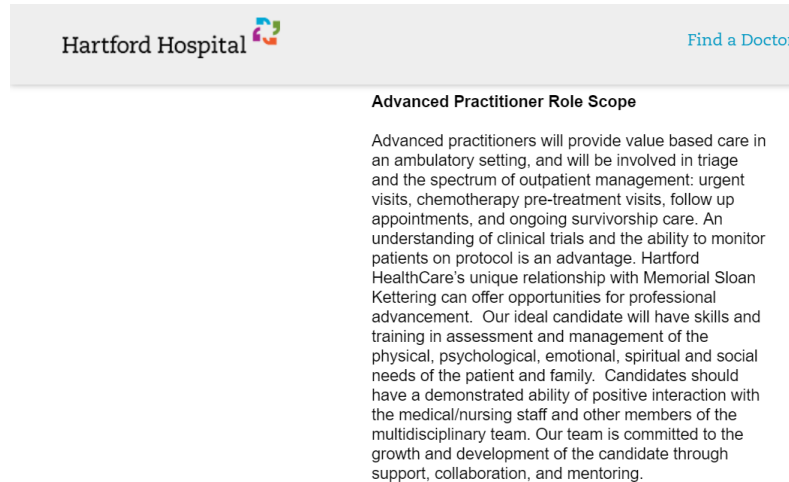 Hartford Hospital
Find a Doctor
Advanced Practitioner Role Scope
Advanced practitioners will provide value based care in
an ambulatory setting, and will be involved in triage
and the spectrum of outpatient management: urgent
visits, chemotherapy pre-treatment visits, follow up
appointments, and ongoing survivorship care. An
understanding of clinical trials and the ability to monitor
patients on protocol is an advantage. Hartford
HealthCare's unique relationship with Memorial Sloan
Kettering can offer opportunities for professional
advancement.  Our ideal candidate will have skills and
training in assessment and management of the
physical, psychological, emotional, spiritual and social
needs of the patient and family.  Candidates should
have a demonstrated ability of positive interaction with
the medical/nursing staff and other members of the
multidisciplinary team. Our team is committed to the
growth and development of the candidate through
support, collaboration, and mentoring.